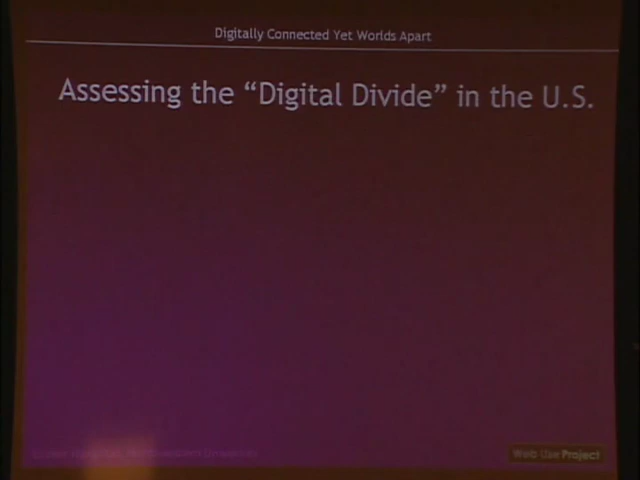 Digitally Connected Yet Worlds Apart
Assessing the “Digital Divide” in the U.S.
Web Use Project